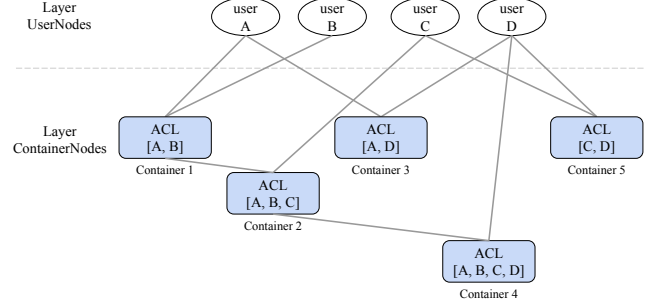 Layer
UserNodes
user
A
user
B
user
C
user
D
Layer
ContainerNodes
ACL
[A, B]
Container 1
ACL
[A, D]
Container 3
ACL
[C, D]
Container 5
ACL
[A, B, C]
Container 2
ACL
[A, B, C, D]
Container 4